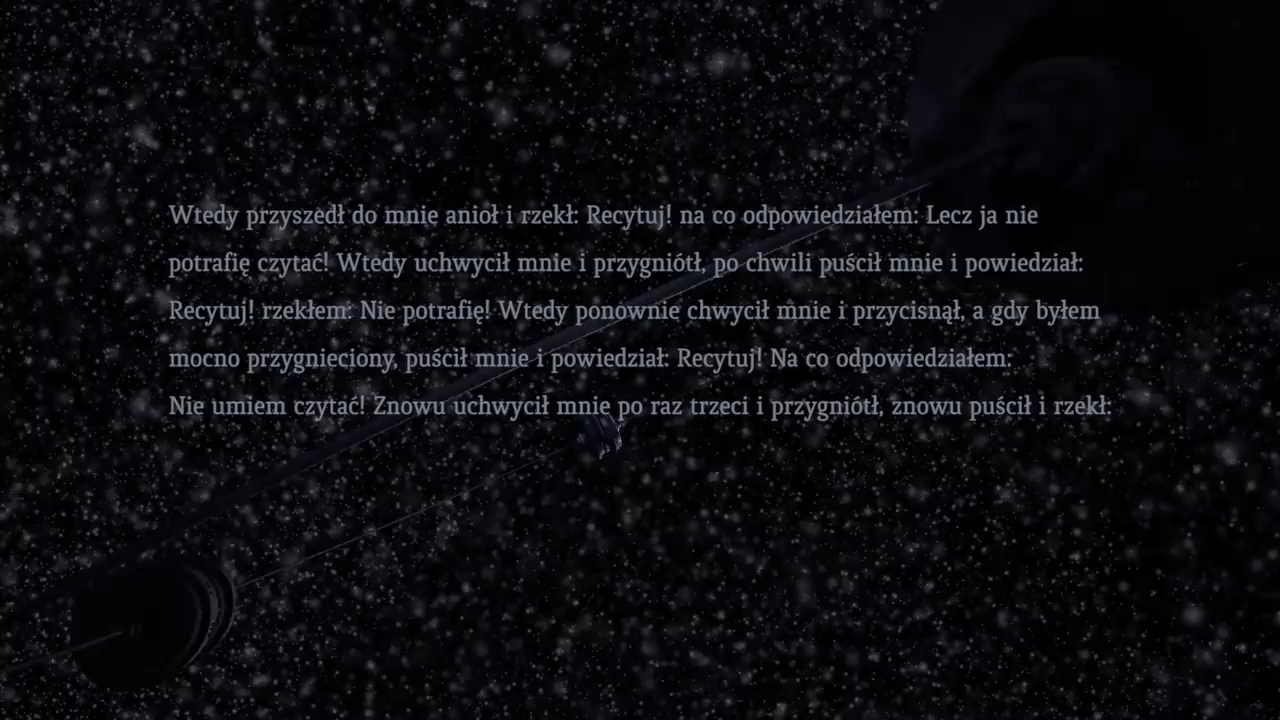 Wtedy przyszedł do mnie anioł i rzekł: Recytuj! na co odpowiedziałem: Lecz ja nie
potrafię czytać! Wtedy uchwycił mnie i przygniótł, po chwili puścił mnie i powiedział:
Recytuj! rzekłem: Nie potrafię! Wtedy ponownie chwycił mnie i przycisnął, a gdy byłem
mocno przygnieciony, puścił mnie i powiedział: Recytuj! Na co odpowiedziałem:
Nie umiem czytać! Znowu uchwycił mnie po raz trzeci i przygniótł, znowu puścił i rzekł: